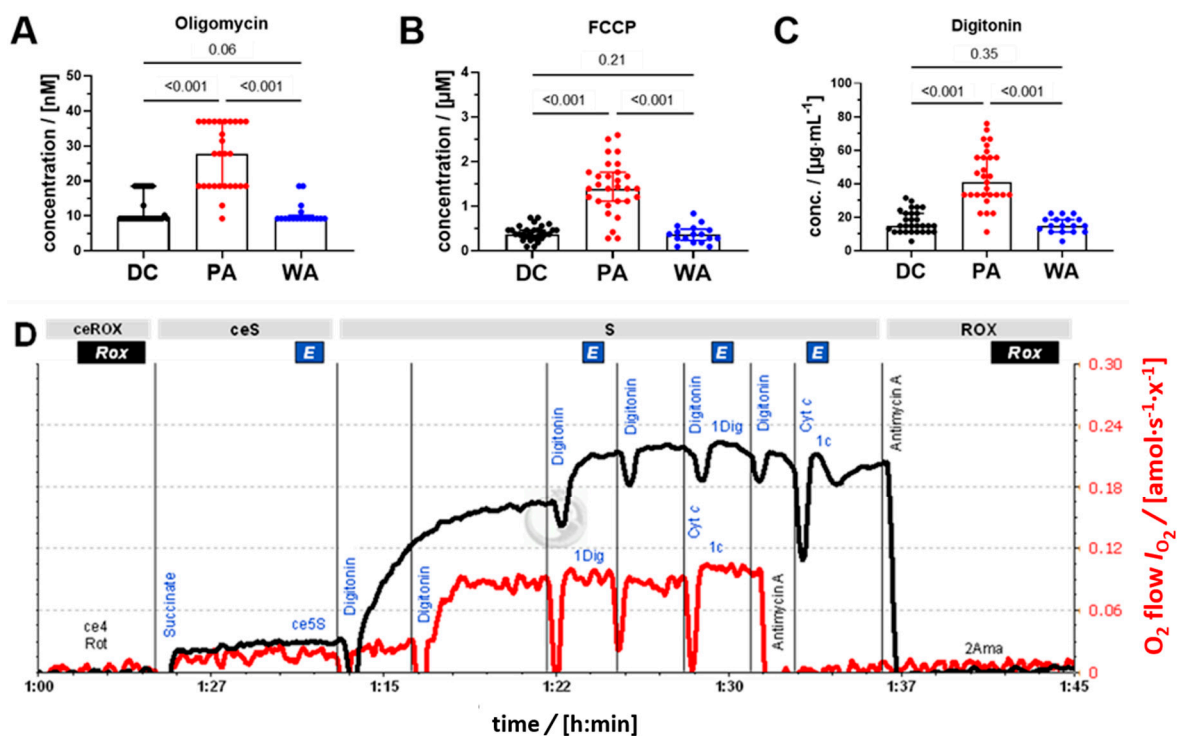 A
Oligomycin
0.06
<0.001
<0.001
concentration / [nM]
50
40
30
20
10
0
DC
PA
WA
B
FCCP
0.21
<0.001
<0.001
concentration / [µM]
4
3
2
1
0
DC
PA
WA
C
Digitonin
0.35
<0.001
<0.001
conc. / [µg·mL⁻¹]
100
80
60
40
20
0
DC
PA
WA
D
ceROX
ceS
S
ROX
Rox
E
E
E
E
Rox
Succinate
Digitonin
Digitonin
Digitonin
Digitonin
Digitonin
1Dig
Digitonin
Cyt c
1c
Antimycin A
ce4
Rot
ce5S
1Dig
Cyt c
1c
Antimycin A
2Ama
0.30
0.24
0.18
0.12
0.06
0
O₂ flow I_O₂ / [amol·s⁻¹·x⁻¹]
1:00
1:27
1:15
1:22
1:30
1:37
1:45
time / [h:min]